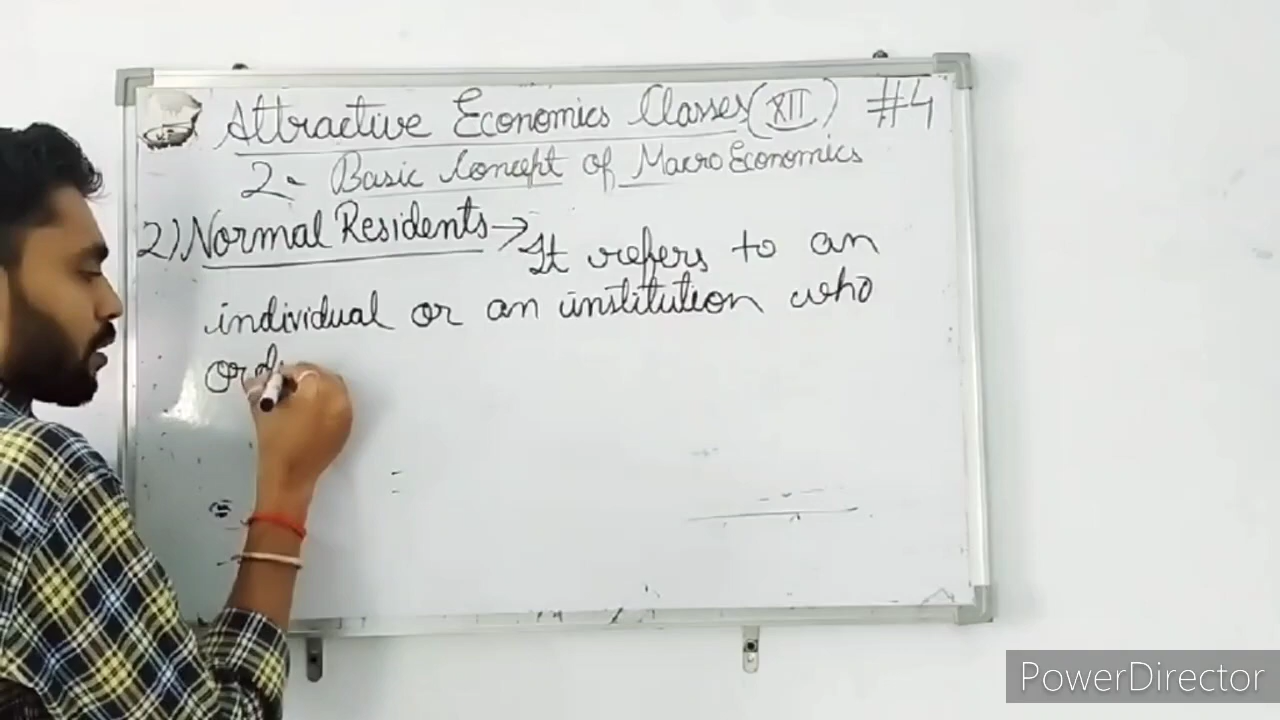 Attractive Economics Classes (XII) #4
2. Basic Concept of Macro Economics
2) Normal Residents → It refers to an
individual or an institution who
ord
PowerDirector